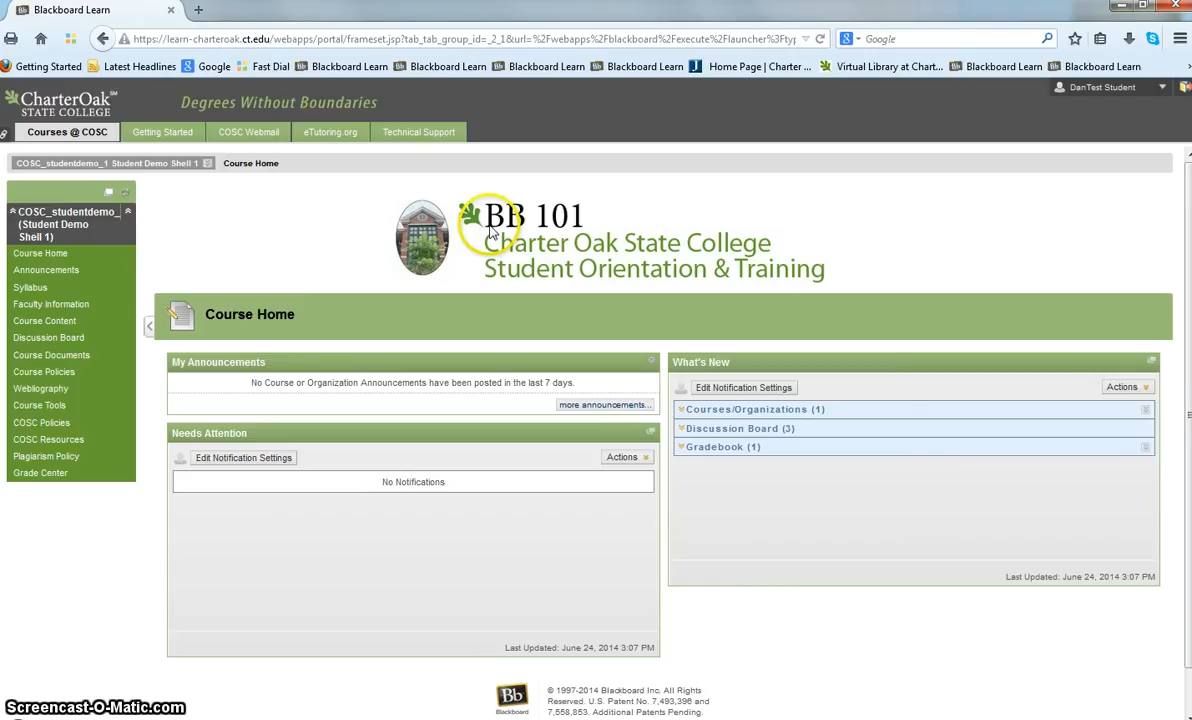 Blackboard Learn
https://learn-charteroak.ct.edu/webapps/portal/frameset.jsp?tab_tab_group_id=_2_1&url=%2Fwebapps%2Fblackboard%2Fexecute%2Flauncher%3Ftyp
Google
Getting Started Latest Headlines Google Fast Dial Blackboard Learn Blackboard Learn Blackboard Learn Blackboard Learn Home Page | Charter ... Virtual Library at Chart... Blackboard Learn Blackboard Learn
CharterOak
STATE COLLEGE
Degrees Without Boundaries
DanTest Student
Courses @ COSC Getting Started COSC Webmail eTutoring.org Technical Support
COSC_studentdemo_1 Student Demo Shell 1 Course Home
COSC_studentdemo_
(Student Demo
Shell 1)
Course Home
Announcements
Syllabus
Faculty Information
Course Content
Discussion Board
Course Documents
Course Policies
Webliography
Course Tools
COSC Policies
COSC Resources
Plagiarism Policy
Grade Center
BB 101
Charter Oak State College
Student Orientation & Training
Course Home
My Announcements
No Course or Organization Announcements have been posted in the last 7 days.
more announcements...
Needs Attention
Edit Notification Settings Actions
No Notifications
Last Updated: June 24, 2014 3:07 PM
What's New
Edit Notification Settings Actions
Courses/Organizations (1)
Discussion Board (3)
Gradebook (1)
Last Updated: June 24, 2014 3:07 PM
Bb
Blackboard
© 1997-2014 Blackboard Inc. All Rights
Reserved. U.S. Patent No. 7,493,396 and
7,558,853. Additional Patents Pending.
Screencast-O-Matic.com